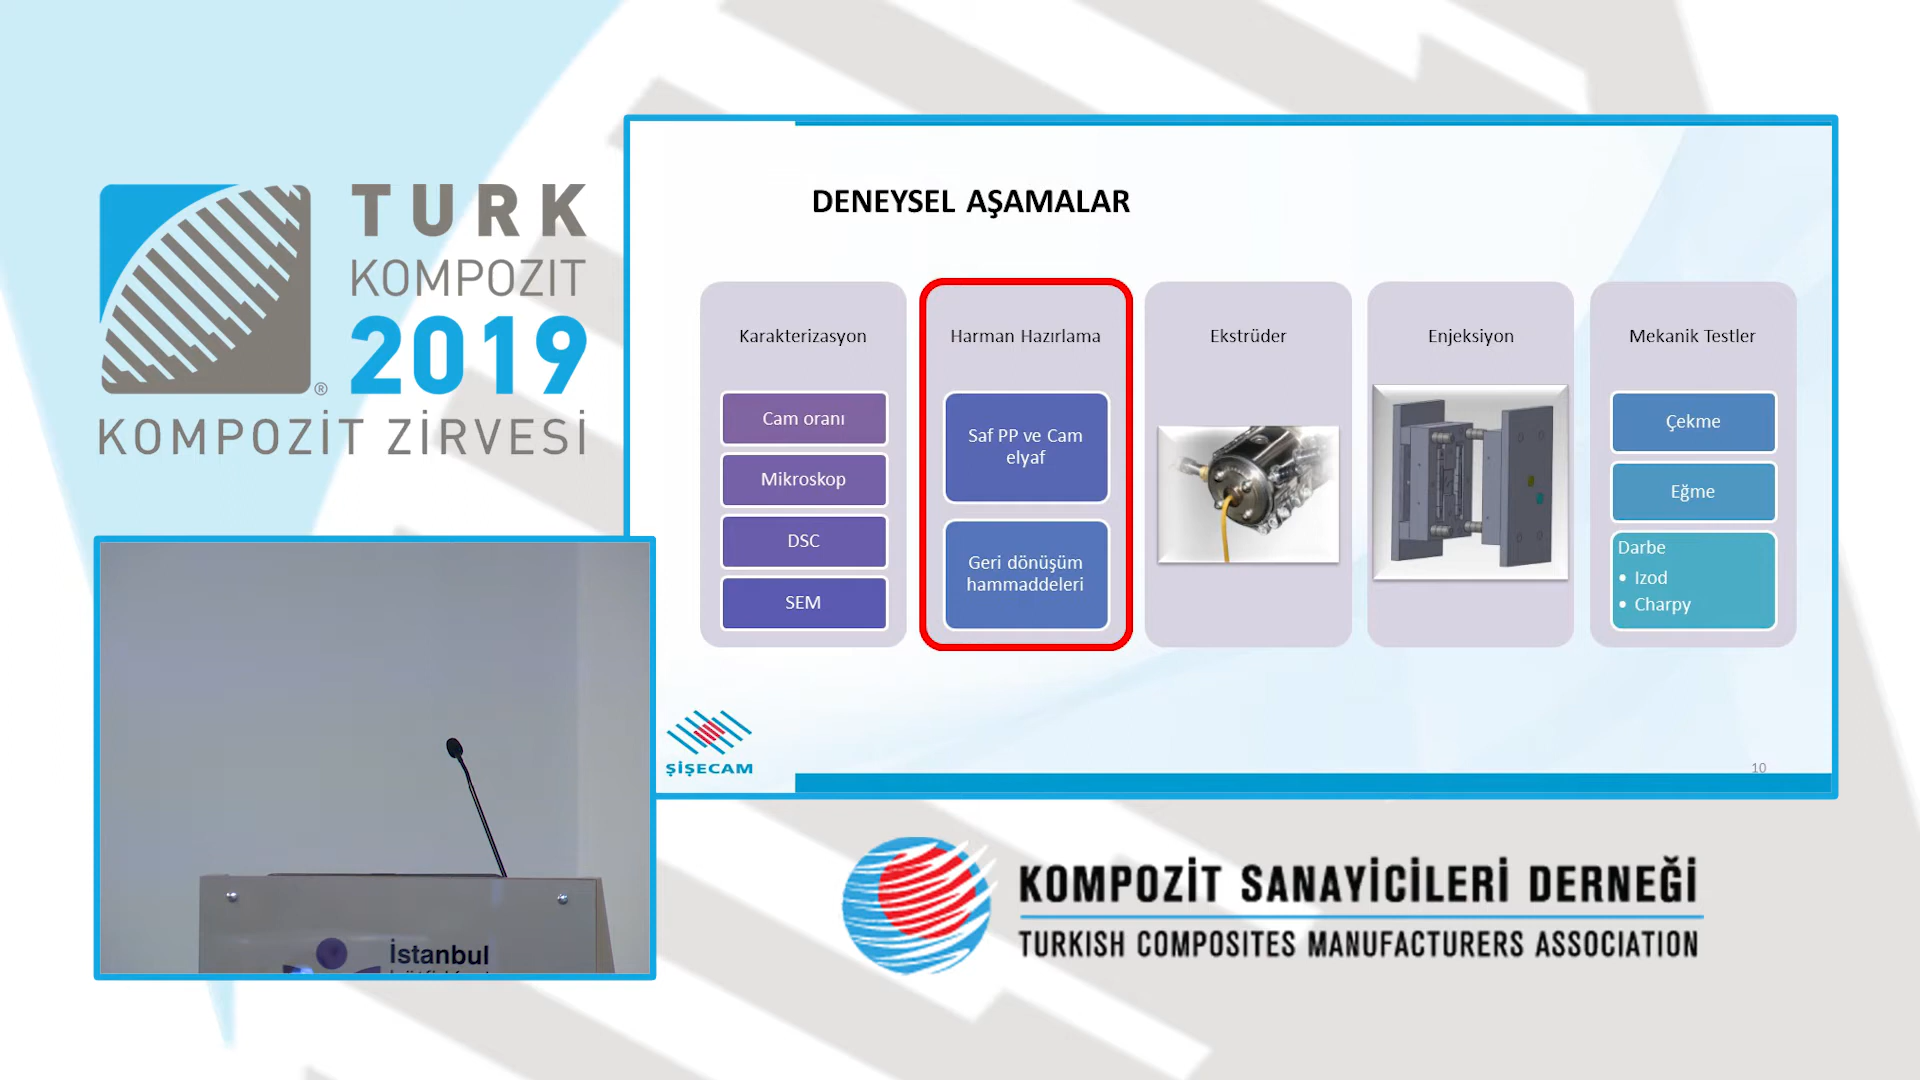 TURK
KOMPOZIT
2019
®
KOMPOZİT ZİRVESİ
DENEYSEL AŞAMALAR
Karakterizasyon
Cam oranı
Mikroskop
DSC
SEM
Harman Hazırlama
Saf PP ve Cam
elyaf
Geri dönüşüm
hammaddeleri
Ekstrüder
Enjeksiyon
Mekanik Testler
Çekme
Eğme
Darbe
• Izod
• Charpy
ŞİŞECAM
10
İstanbul
KOMPOZİT SANAYİCİLERİ DERNEĞİ
TURKISH COMPOSITES MANUFACTURERS ASSOCIATION